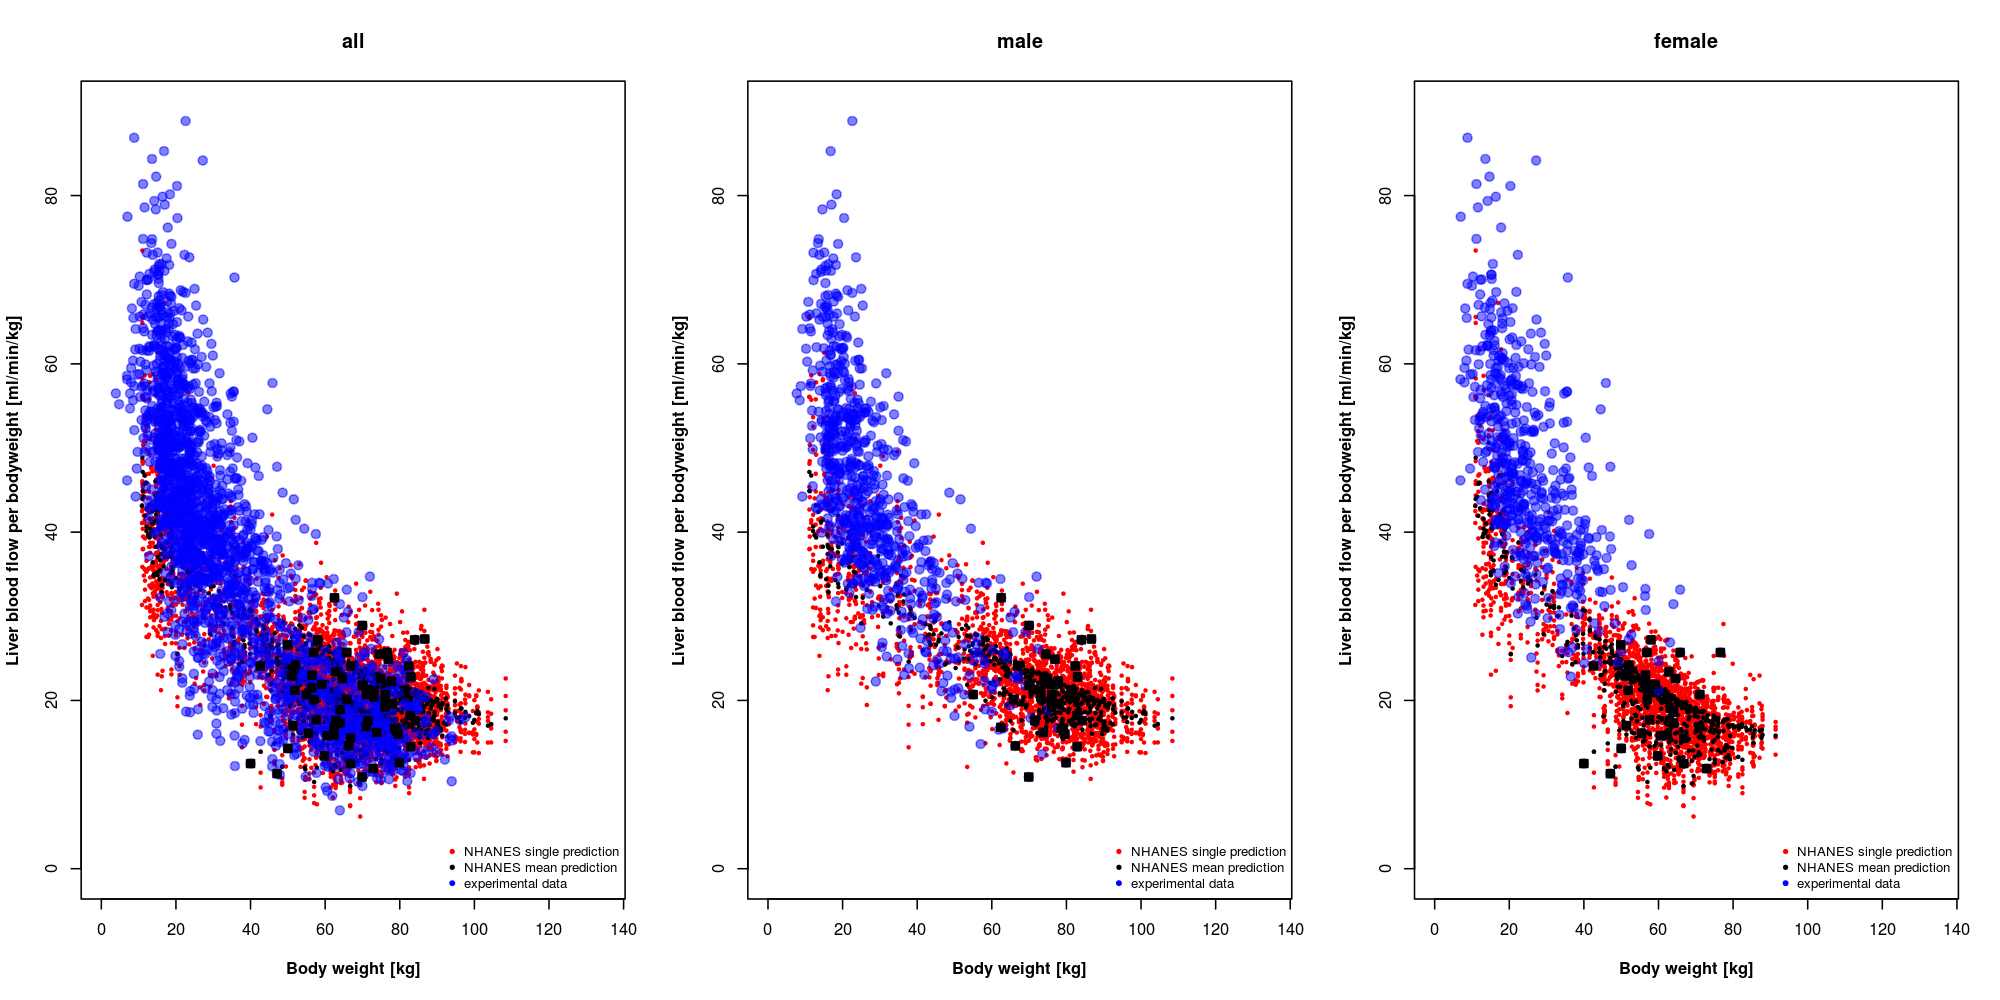 all
male
female
Liver blood flow per bodyweight [ml/min/kg]
0
20
40
60
80
NHANES single prediction
NHANES mean prediction
experimental data
0 20 40 60 80 100 120 140
Body weight [kg]
Liver blood flow per bodyweight [ml/min/kg]
0
20
40
60
80
NHANES single prediction
NHANES mean prediction
experimental data
0 20 40 60 80 100 120 140
Body weight [kg]
Liver blood flow per bodyweight [ml/min/kg]
0
20
40
60
80
NHANES single prediction
NHANES mean prediction
experimental data
0 20 40 60 80 100 120 140
Body weight [kg]